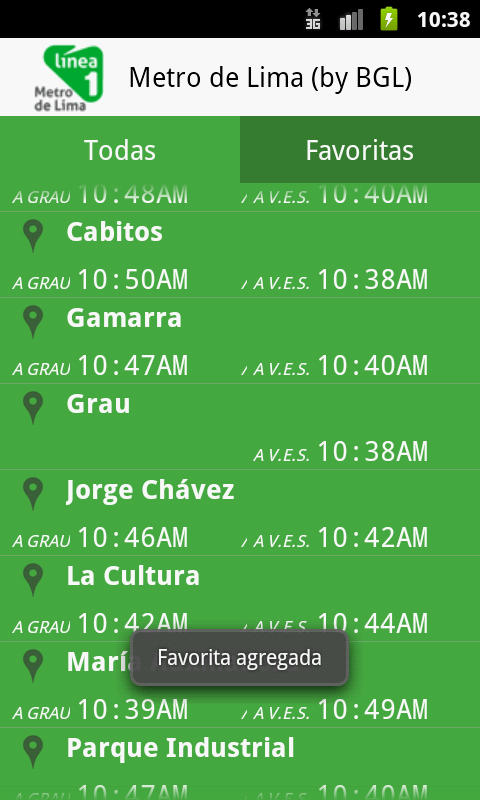 3G
10:38
línea
1
Metro
de Lima
Metro de Lima (by BGL)
Todas
Favoritas
A GRAU 10:48AM / A V.E.S. 10:40AM
Cabitos
A GRAU 10:50AM / A V.E.S. 10:38AM
Gamarra
A GRAU 10:47AM / A V.E.S. 10:40AM
Grau
A V.E.S. 10:38AM
Jorge Chávez
A GRAU 10:46AM / A V.E.S. 10:42AM
La Cultura
A GRAU 10:42AM / A V.E.S. 10:44AM
María
Favorita agregada
A GRAU 10:39AM / A V.E.S. 10:49AM
Parque Industrial
A GRAU 10:47AM / A V.E.S. 10:40AM